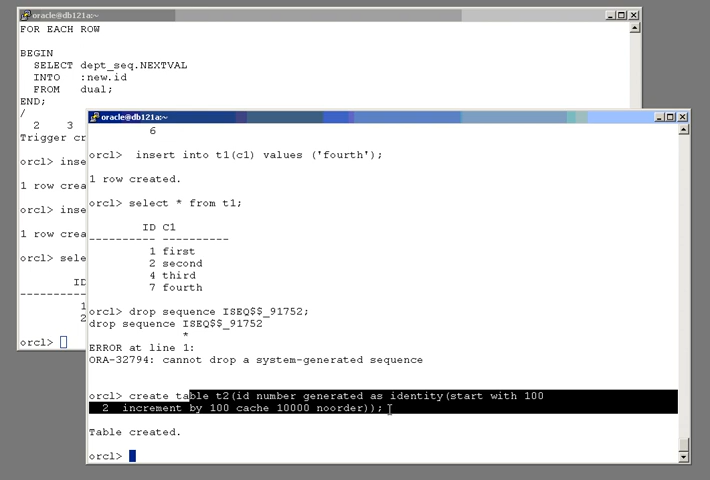 oracle@db121a:~
FOR EACH ROW
BEGIN
SELECT dept_seq.NEXTVAL
INTO :new.id
FROM dual;
END;
/
2 3
Trigger cr
orcl> inse
1 row crea
orcl> inse
1 row crea
orcl> sele
ID
----------
1
2
orcl>
oracle@db121a:~
6
orcl> insert into t1(c1) values ('fourth');
1 row created.
orcl> select * from t1;
ID C1
---------- ----------
1 first
2 second
4 third
7 fourth
orcl> drop sequence ISEQ$$_91752;
drop sequence ISEQ$$_91752
*
ERROR at line 1:
ORA-32794: cannot drop a system-generated sequence
orcl> create table t2(id number generated as identity(start with 100
2 increment by 100 cache 10000 noorder));
Table created.
orcl>